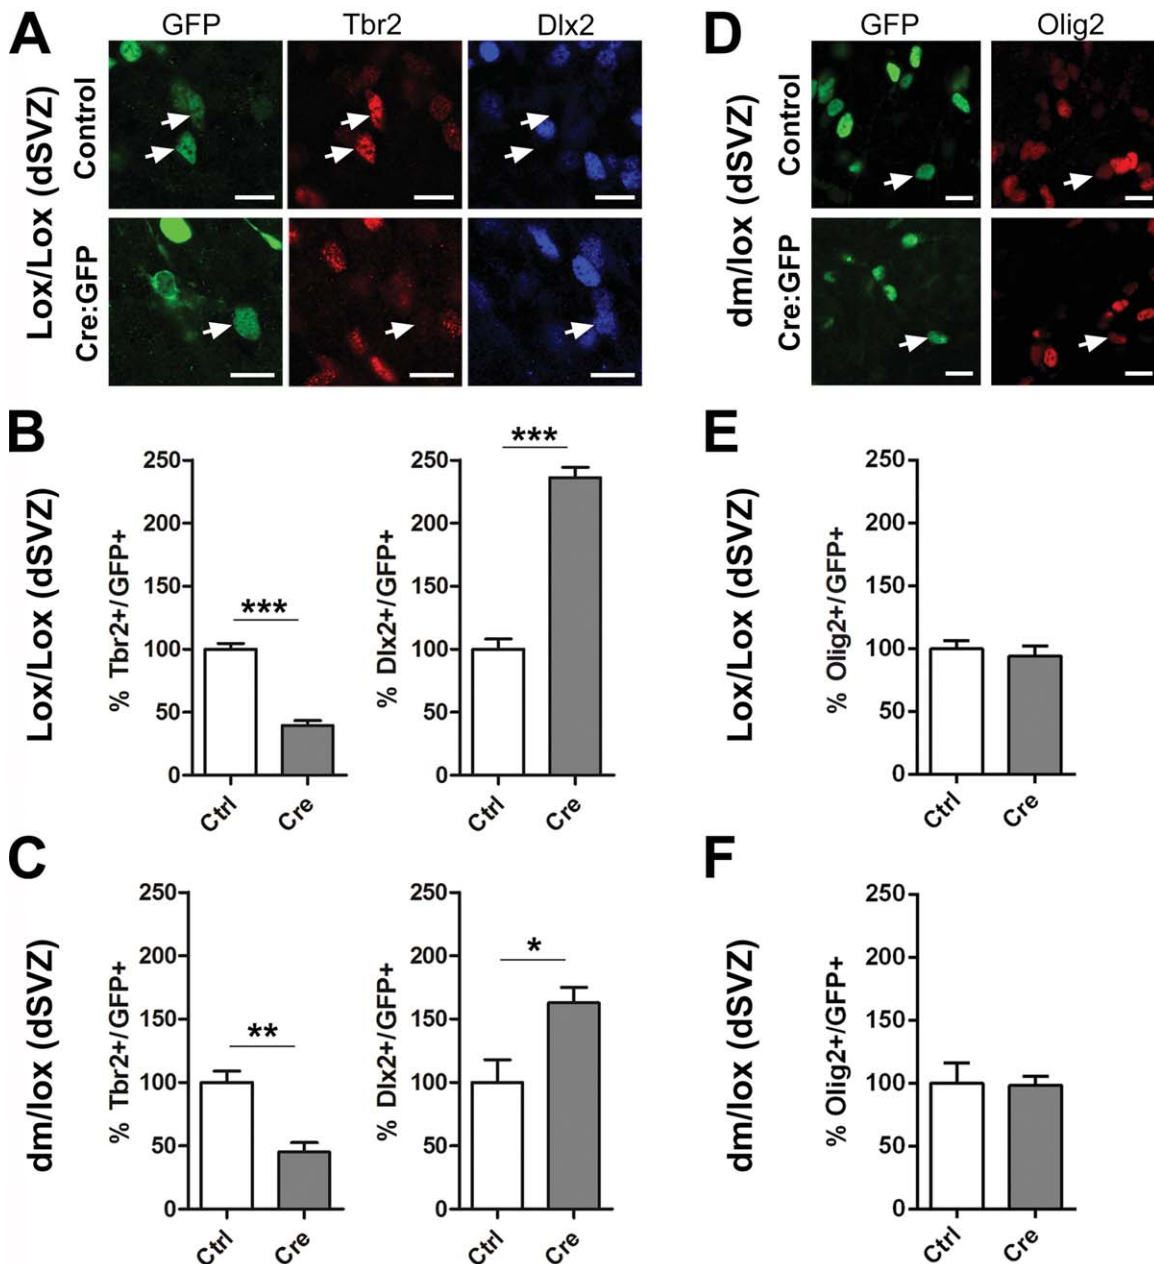 A
GFP
Tbr2
Dlx2
Lox/Lox (dSVZ)
Control
Cre:GFP
D
GFP
Olig2
dm/lox (dSVZ)
Control
Cre:GFP
B
Lox/Lox (dSVZ)
% Tbr2+/GFP+
250
200
150
100
50
0
***
Ctrl
Cre
% Dlx2+/GFP+
250
200
150
100
50
0
***
Ctrl
Cre
E
Lox/Lox (dSVZ)
% Olig2+/GFP+
250
200
150
100
50
0
Ctrl
Cre
C
dm/lox (dSVZ)
% Tbr2+/GFP+
250
200
150
100
50
0
**
Ctrl
Cre
% Dlx2+/GFP+
250
200
150
100
50
0
*
Ctrl
Cre
F
dm/lox (dSVZ)
% Olig2+/GFP+
250
200
150
100
50
0
Ctrl
Cre